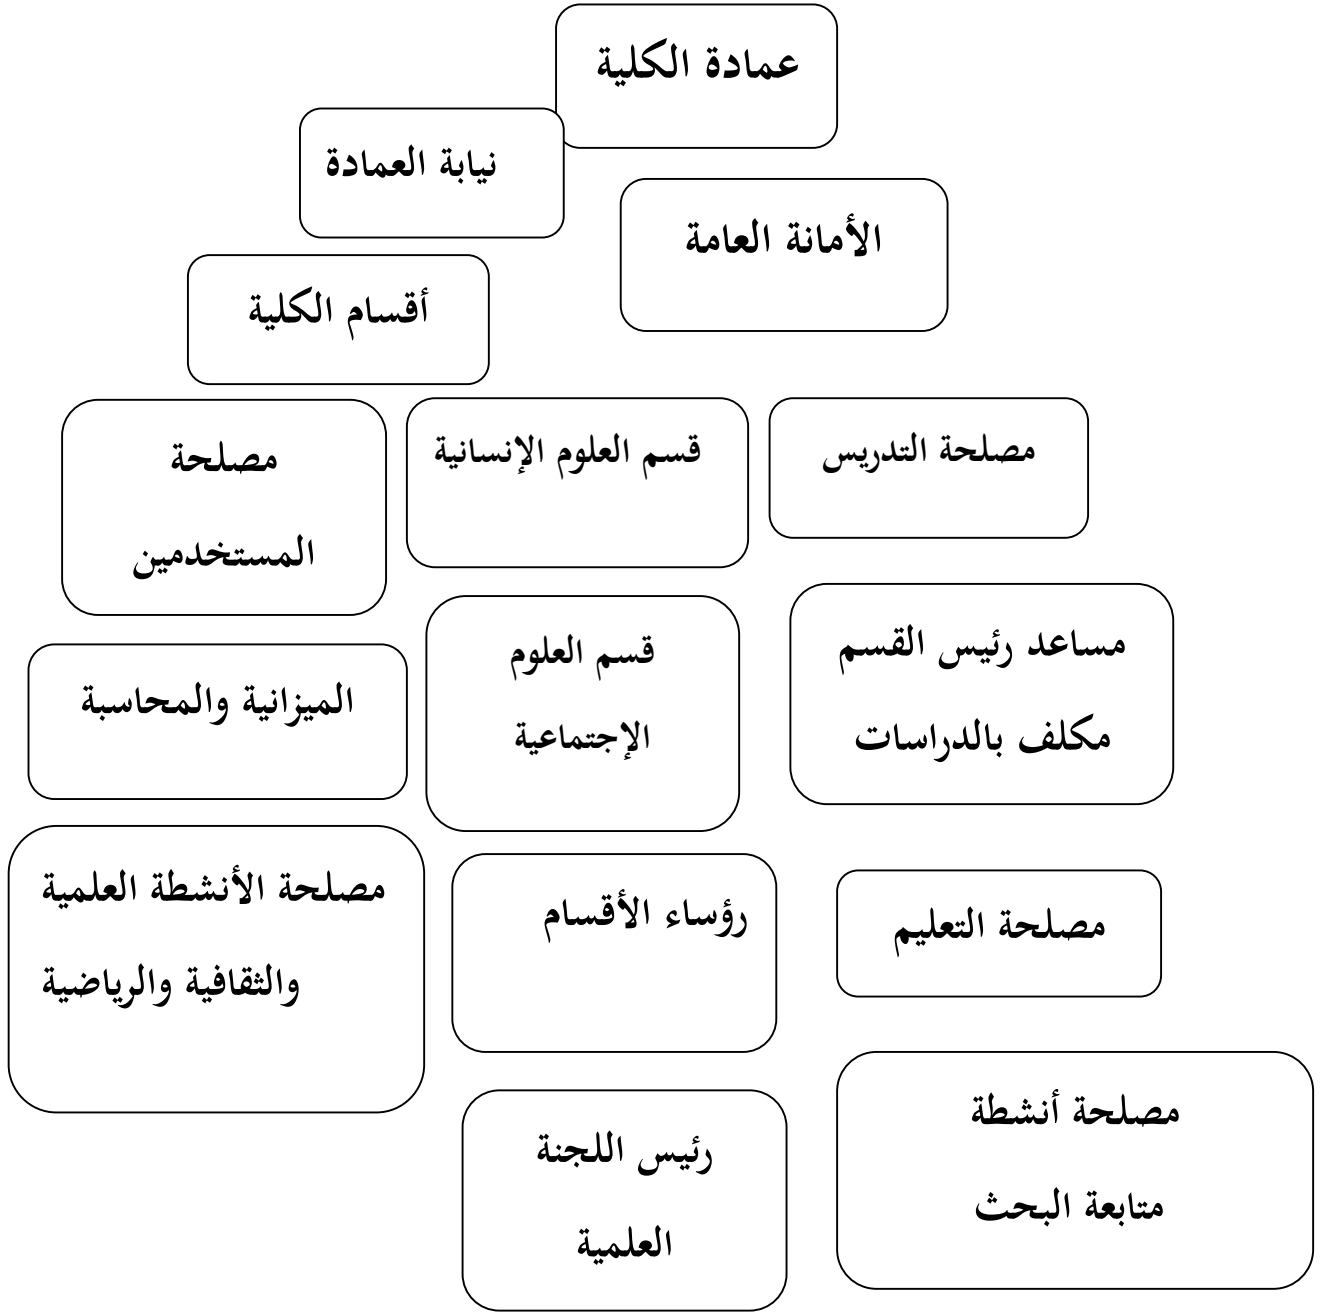 عمادة الكلية
نيابة العمادة
الأمانة العامة
أقسام الكلية
مصلحة التدريس
قسم العلوم الإنسانية
مصلحة
المستخدمين
مساعد رئيس القسم
مكلف بالدراسات
قسم العلوم
الإجتماعية
الميزانية والمحاسبة
مصلحة التعليم
رؤساء الأقسام
مصلحة الأنشطة العلمية
والثقافية والرياضية
مصلحة أنشطة
متابعة البحث
رئيس اللجنة
العلمية